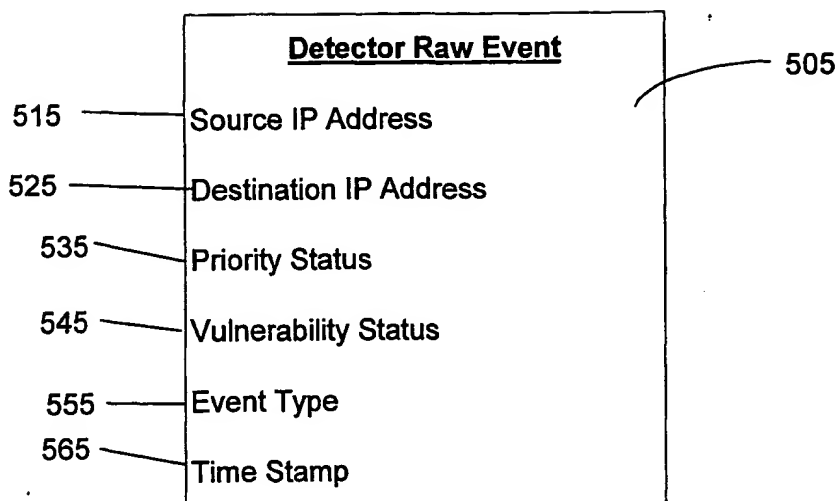 Detector Raw Event
505
515 Source IP Address
525 Destination IP Address
535 Priority Status
545 Vulnerability Status
555 Event Type
565 Time Stamp